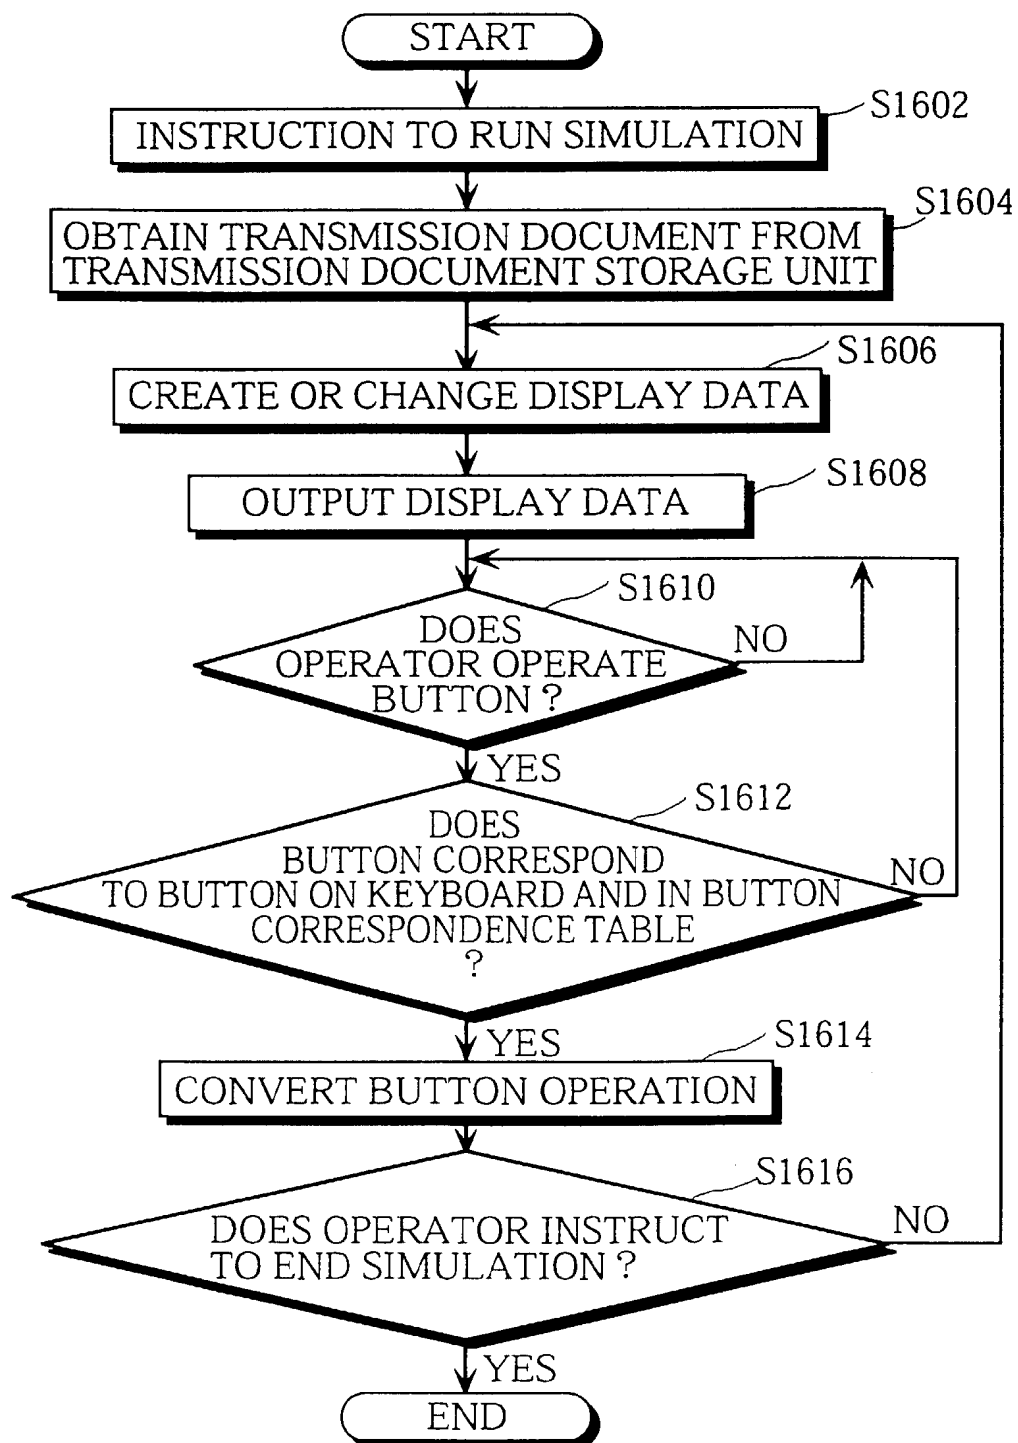 START
S1602
INSTRUCTION TO RUN SIMULATION
S1604
OBTAIN TRANSMISSION DOCUMENT FROM
TRANSMISSION DOCUMENT STORAGE UNIT
S1606
CREATE OR CHANGE DISPLAY DATA
S1608
OUTPUT DISPLAY DATA
S1610
DOES
OPERATOR OPERATE
BUTTON ?
NO
YES
S1612
DOES
BUTTON CORRESPOND
TO BUTTON ON KEYBOARD AND IN BUTTON
CORRESPONDENCE TABLE
?
NO
YES
S1614
CONVERT BUTTON OPERATION
S1616
DOES OPERATOR INSTRUCT
TO END SIMULATION ?
NO
YES
END